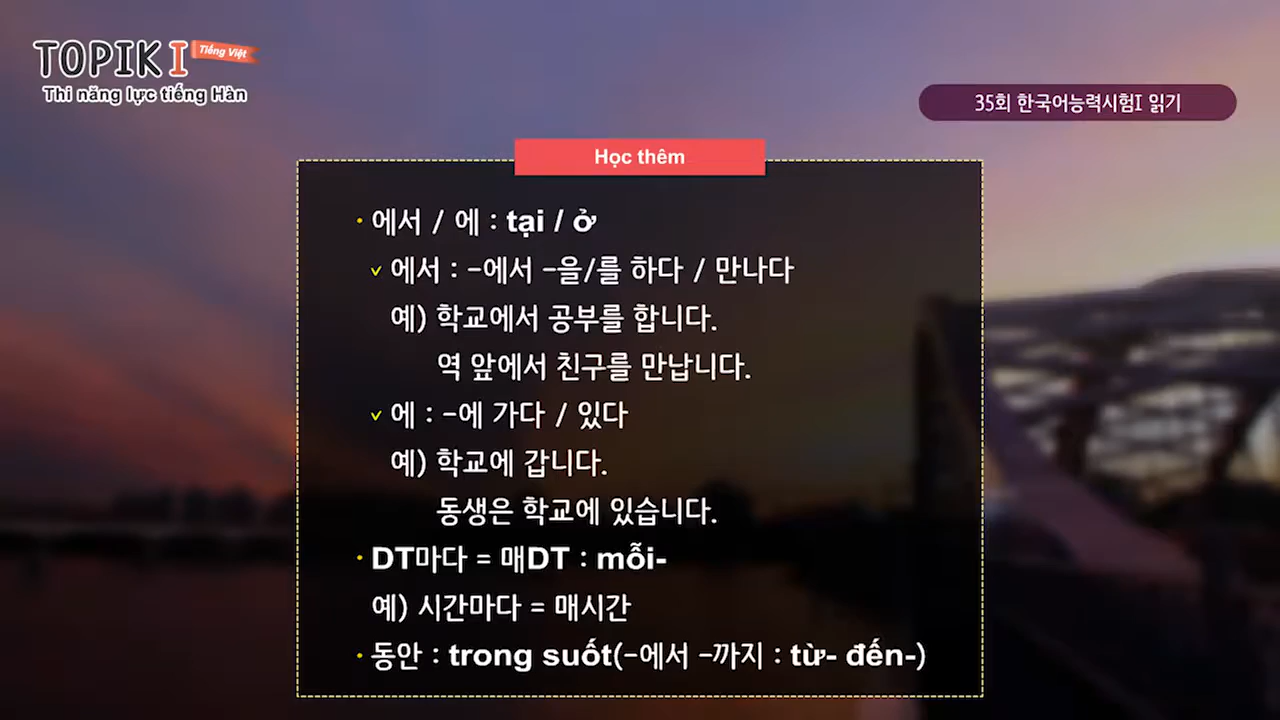 TOPIK I Tiếng Việt
Thi năng lực tiếng Hàn
35회 한국어능력시험I 읽기
Học thêm
· 에서 / 에 : tại / ở
✓ 에서 : -에서 -을/를 하다 / 만나다
예) 학교에서 공부를 합니다.
역 앞에서 친구를 만납니다.
✓ 에 : -에 가다 / 있다
예) 학교에 갑니다.
동생은 학교에 있습니다.
· DT마다 = 매DT : mỗi-
예) 시간마다 = 매시간
· 동안 : trong suốt(-에서 -까지 : từ- đến-)